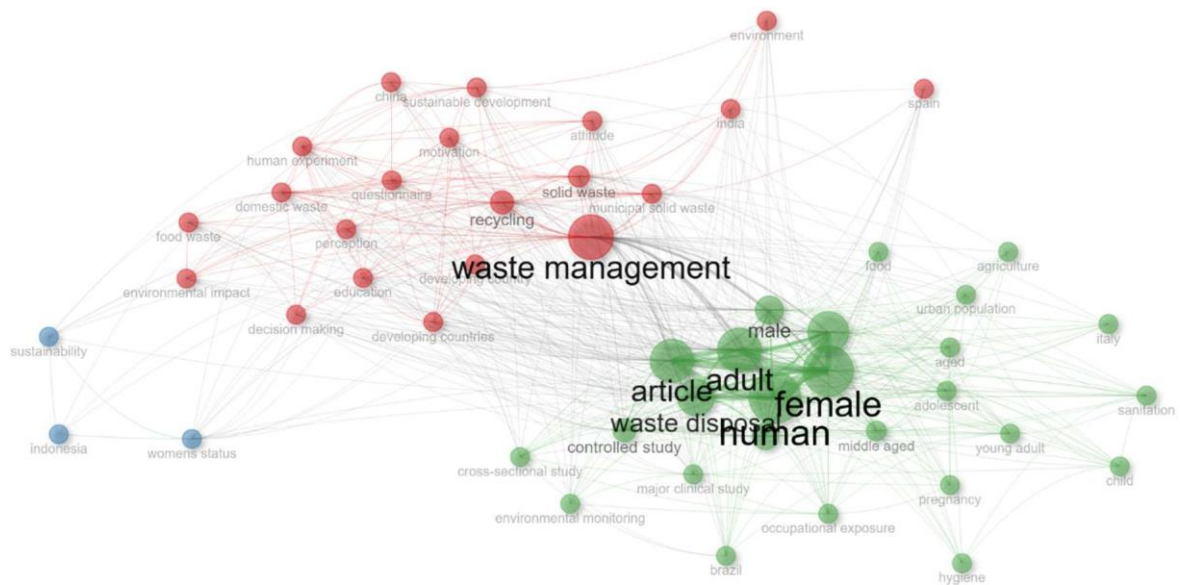 environment
china
sustainable development
spain
india
attitude
motivation
human experiment
solid waste
questionnaire
domestic waste
municipal solid waste
recycling
food waste
perception
waste management
food
agriculture
developing country
environmental impact
education
urban population
decision making
developing countries
male
italy
sustainability
aged
adult
article
female
adolescent
sanitation
waste disposal
human
controlled study
middle aged
young adult
indonesia
womens status
cross-sectional study
child
major clinical study
pregnancy
environmental monitoring
occupational exposure
brazil
hygiene